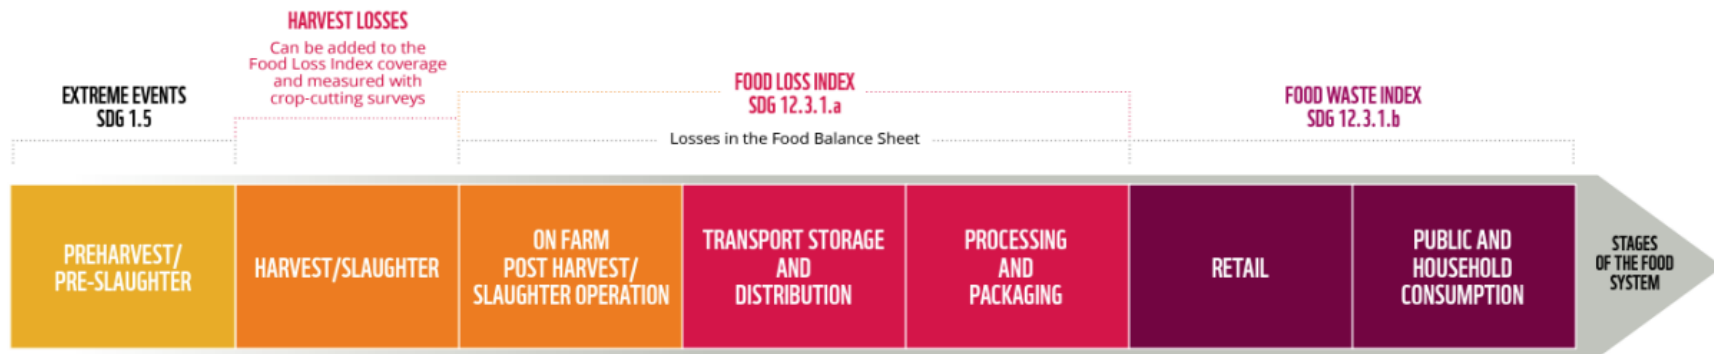 HARVEST LOSSES
Can be added to the
Food Loss Index coverage
and measured with
crop-cutting surveys
EXTREME EVENTS
SDG 1.5
FOOD LOSS INDEX
SDG 12.3.1.a
Losses in the Food Balance Sheet
FOOD WASTE INDEX
SDG 12.3.1.b
PREHARVEST/
PRE-SLAUGHTER
HARVEST/SLAUGHTER
ON FARM
POST HARVEST/
SLAUGHTER OPERATION
TRANSPORT STORAGE
AND
DISTRIBUTION
PROCESSING
AND
PACKAGING
RETAIL
PUBLIC AND
HOUSEHOLD
CONSUMPTION
STAGES
OF THE FOOD
SYSTEM